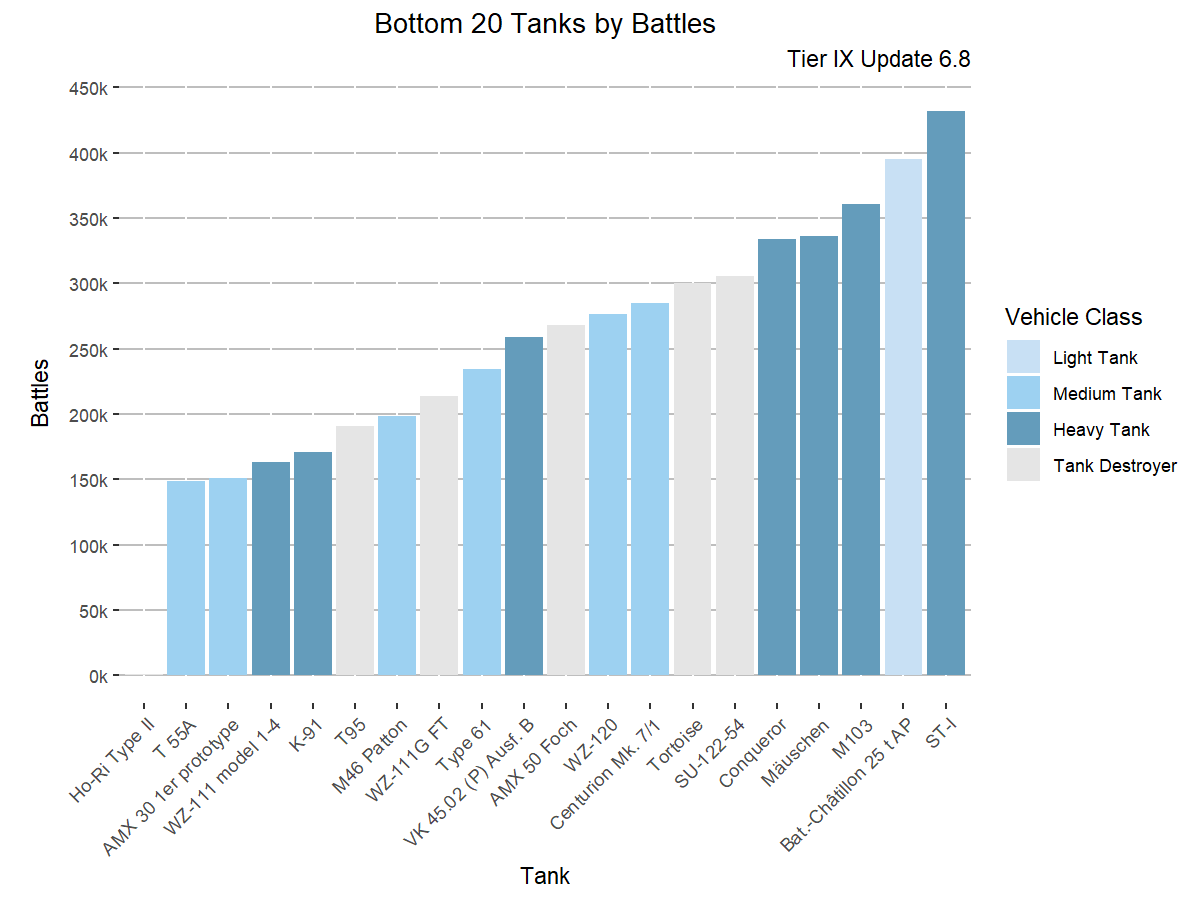 Bottom 20 Tanks by Battles
Tier IX Update 6.8
450k
400k
350k
300k
250k
200k
150k
100k
50k
0k
Battles
Ho-Ri Type II
T 55A
AMX 30 1er prototype
WZ-111 model 1-4
K-91
T95
M46 Patton
WZ-111G FT
Type 61
VK 45.02 (P) Ausf. B
AMX 50 Foch
WZ-120
Centurion Mk. 7/1
Tortoise
SU-122-54
Conqueror
Mäuschen
M103
Bat.-Châtillon 25 t AP
ST-I
Tank
Vehicle Class
Light Tank
Medium Tank
Heavy Tank
Tank Destroyer